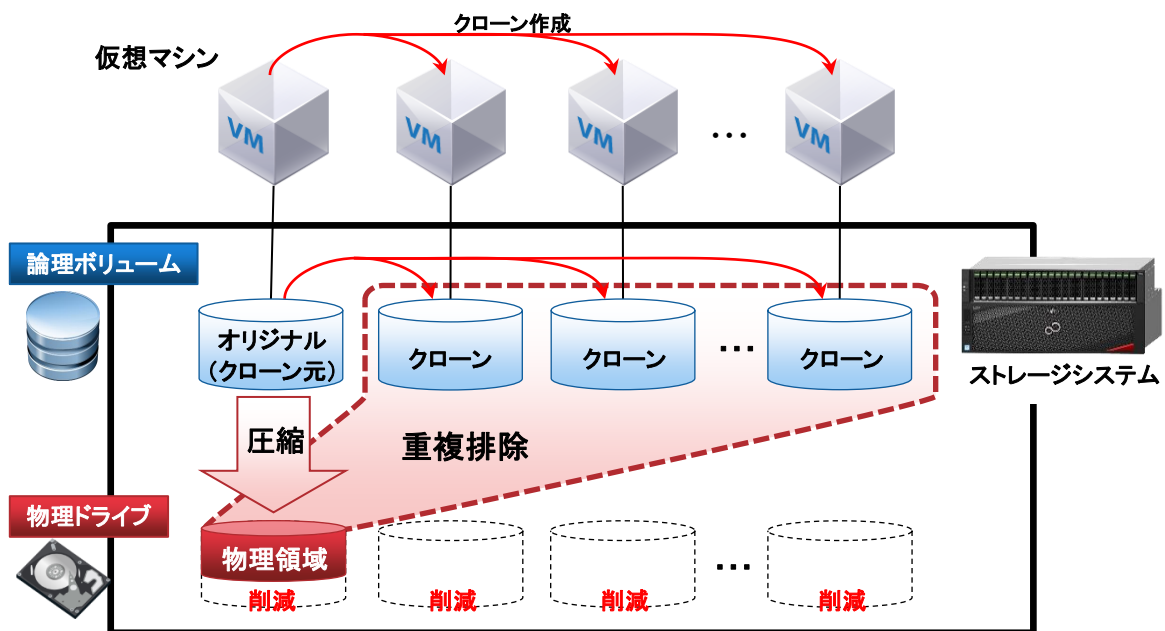 クローン作成
仮想マシン
VM
VM
VM
...
VM
論理ボリューム
オリジナル
（クローン元）
クローン
クローン
...
クローン
ストレージシステム
圧縮
重複排除
物理ドライブ
物理領域
...
削減
削減
削減
削減